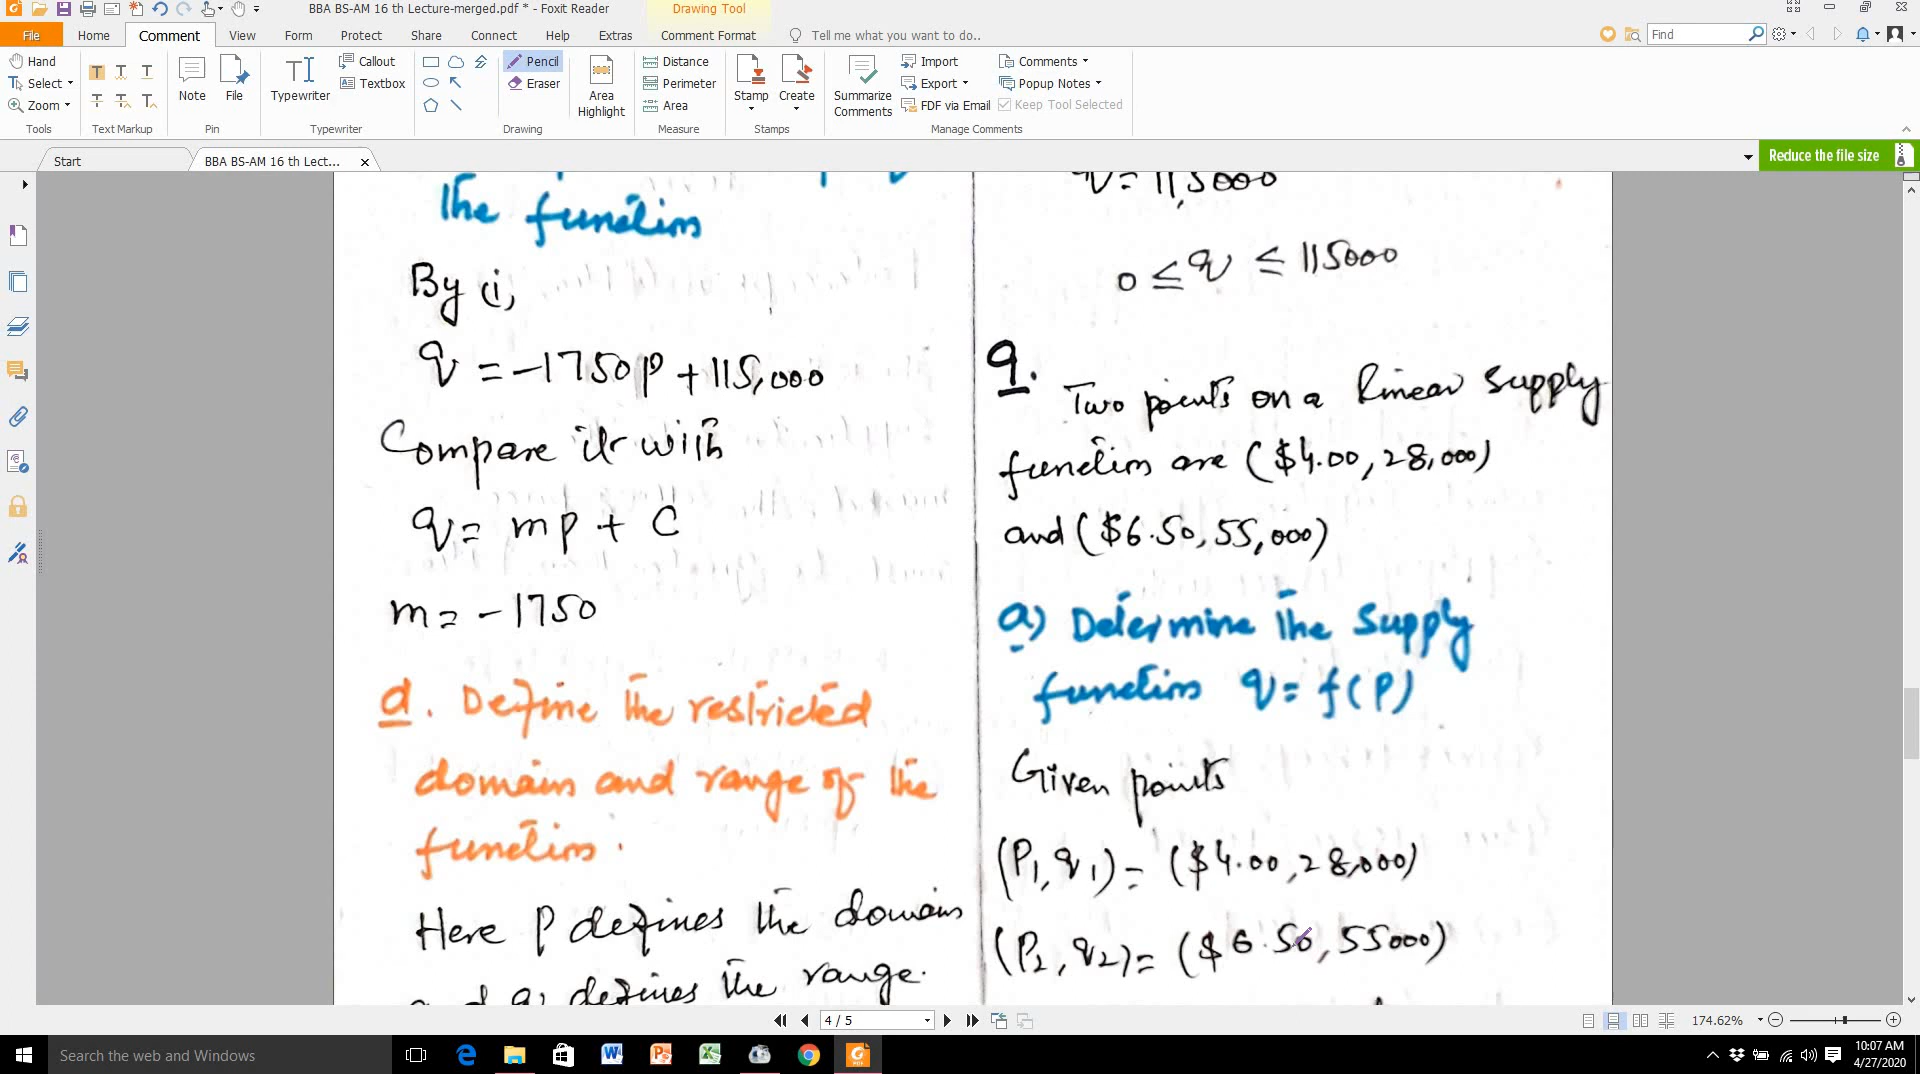 BBA BS-AM 16 th Lecture-merged.pdf * - Foxit Reader
Drawing Tool
File Home Comment View Form Protect Share Connect Help Extras Comment Format Tell me what you want to do.. Find
Hand
Select
Zoom
Tools
Text Markup
Note
File
Pin
Typewriter
Callout
Textbox
Typewriter
Pencil
Eraser
Drawing
Area
Highlight
Distance
Perimeter
Area
Measure
Stamp
Create
Stamps
Summarize
Comments
Import
Export
FDF via Email
Comments
Popup Notes
Keep Tool Selected
Manage Comments
Start
BBA BS-AM 16 th Lect...
Reduce the file size
the function
By (i)
q = -1750p + 115,000
Compare it with
q = mp + c
m = -1750
d. Define the restricted
domain and range of the
function.
Here p defines the domain
and q defines the range.
q = 115000
0 ≤ q ≤ 115000
9.
Two points on a linear supply
function are ($4.00, 28,000)
and ($6.50, 55,000)
a) Determine the supply
function q = f(p)
Given points
(P1, q1) = ($4.00, 28,000)
(P2, q2) = ($6.50, 55000)
4 / 5
174.62%
Search the web and Windows
10:07 AM
4/27/2020